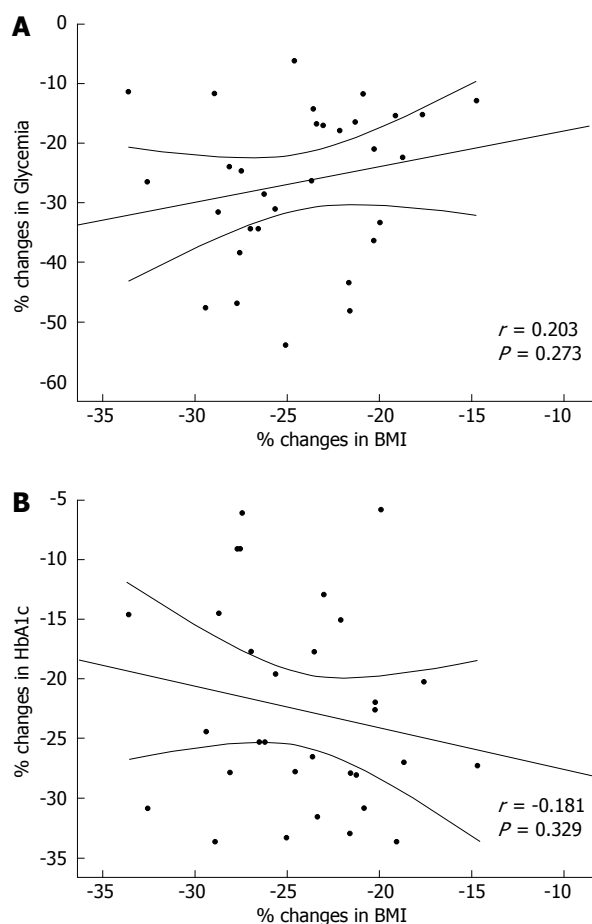 A
% changes in Glycemia
0
-10
-20
-30
-40
-50
-60
r = 0.203
P = 0.273
-35 -30 -25 -20 -15 -10
% changes in BMI
B
% changes in HbA1c
-5
-10
-15
-20
-25
-30
-35
r = -0.181
P = 0.329
-35 -30 -25 -20 -15 -10
% changes in BMI